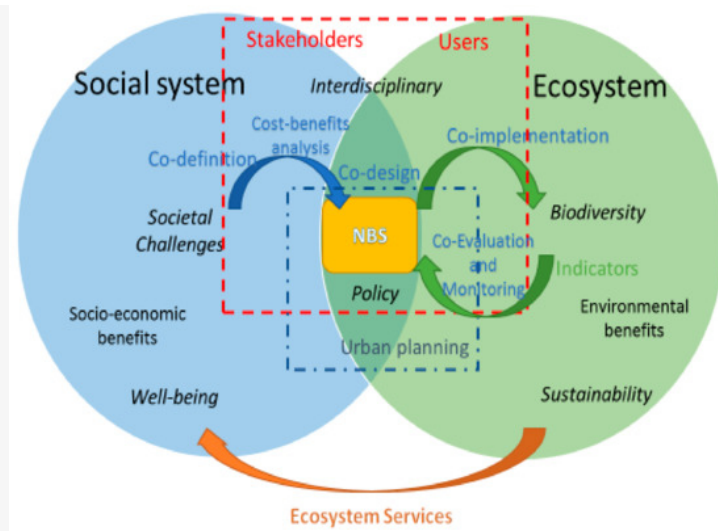 Stakeholders
Users
Social system
Interdisciplinary
Ecosystem
Cost-benefits
analysis
Co-implementation
Co-definition
Co-design
Societal
Challenges
NBS
Biodiversity
Co-Evaluation
and
Monitoring
Indicators
Policy
Socio-economic
benefits
Environmental
benefits
Urban planning
Well-being
Sustainability
Ecosystem Services